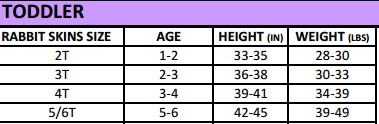 TODDLER
RABBIT SKINS SIZE AGE HEIGHT (IN) WEIGHT (LBS)
2T 1-2 33-35 28-30
3T 2-3 36-38 30-33
4T 3-4 39-41 34-39
5/6T 5-6 42-45 39-49